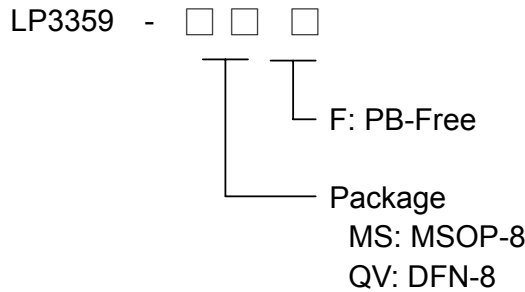 LP3359 - □ □ □
F: PB-Free
Package
MS: MSOP-8
QV: DFN-8